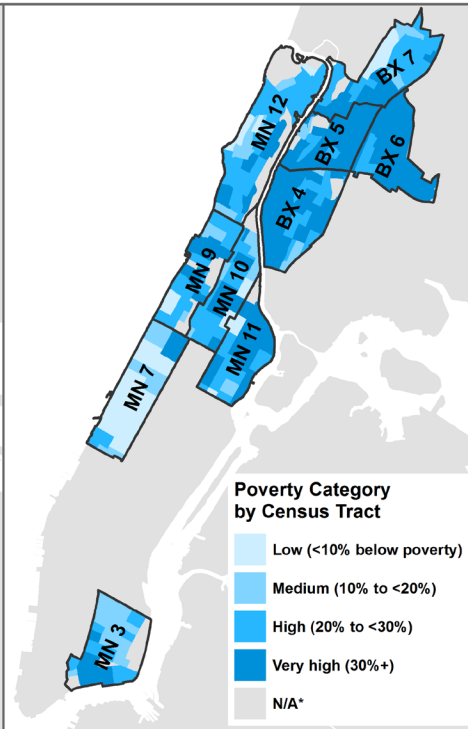 BX 7
MN 12
BX 5
BX 6
BX 4
MN 9
MN 10
MN 11
MN 7
MN 3
Poverty Category
by Census Tract
Low (<10% below poverty)
Medium (10% to <20%)
High (20% to <30%)
Very high (30%+)
N/A*